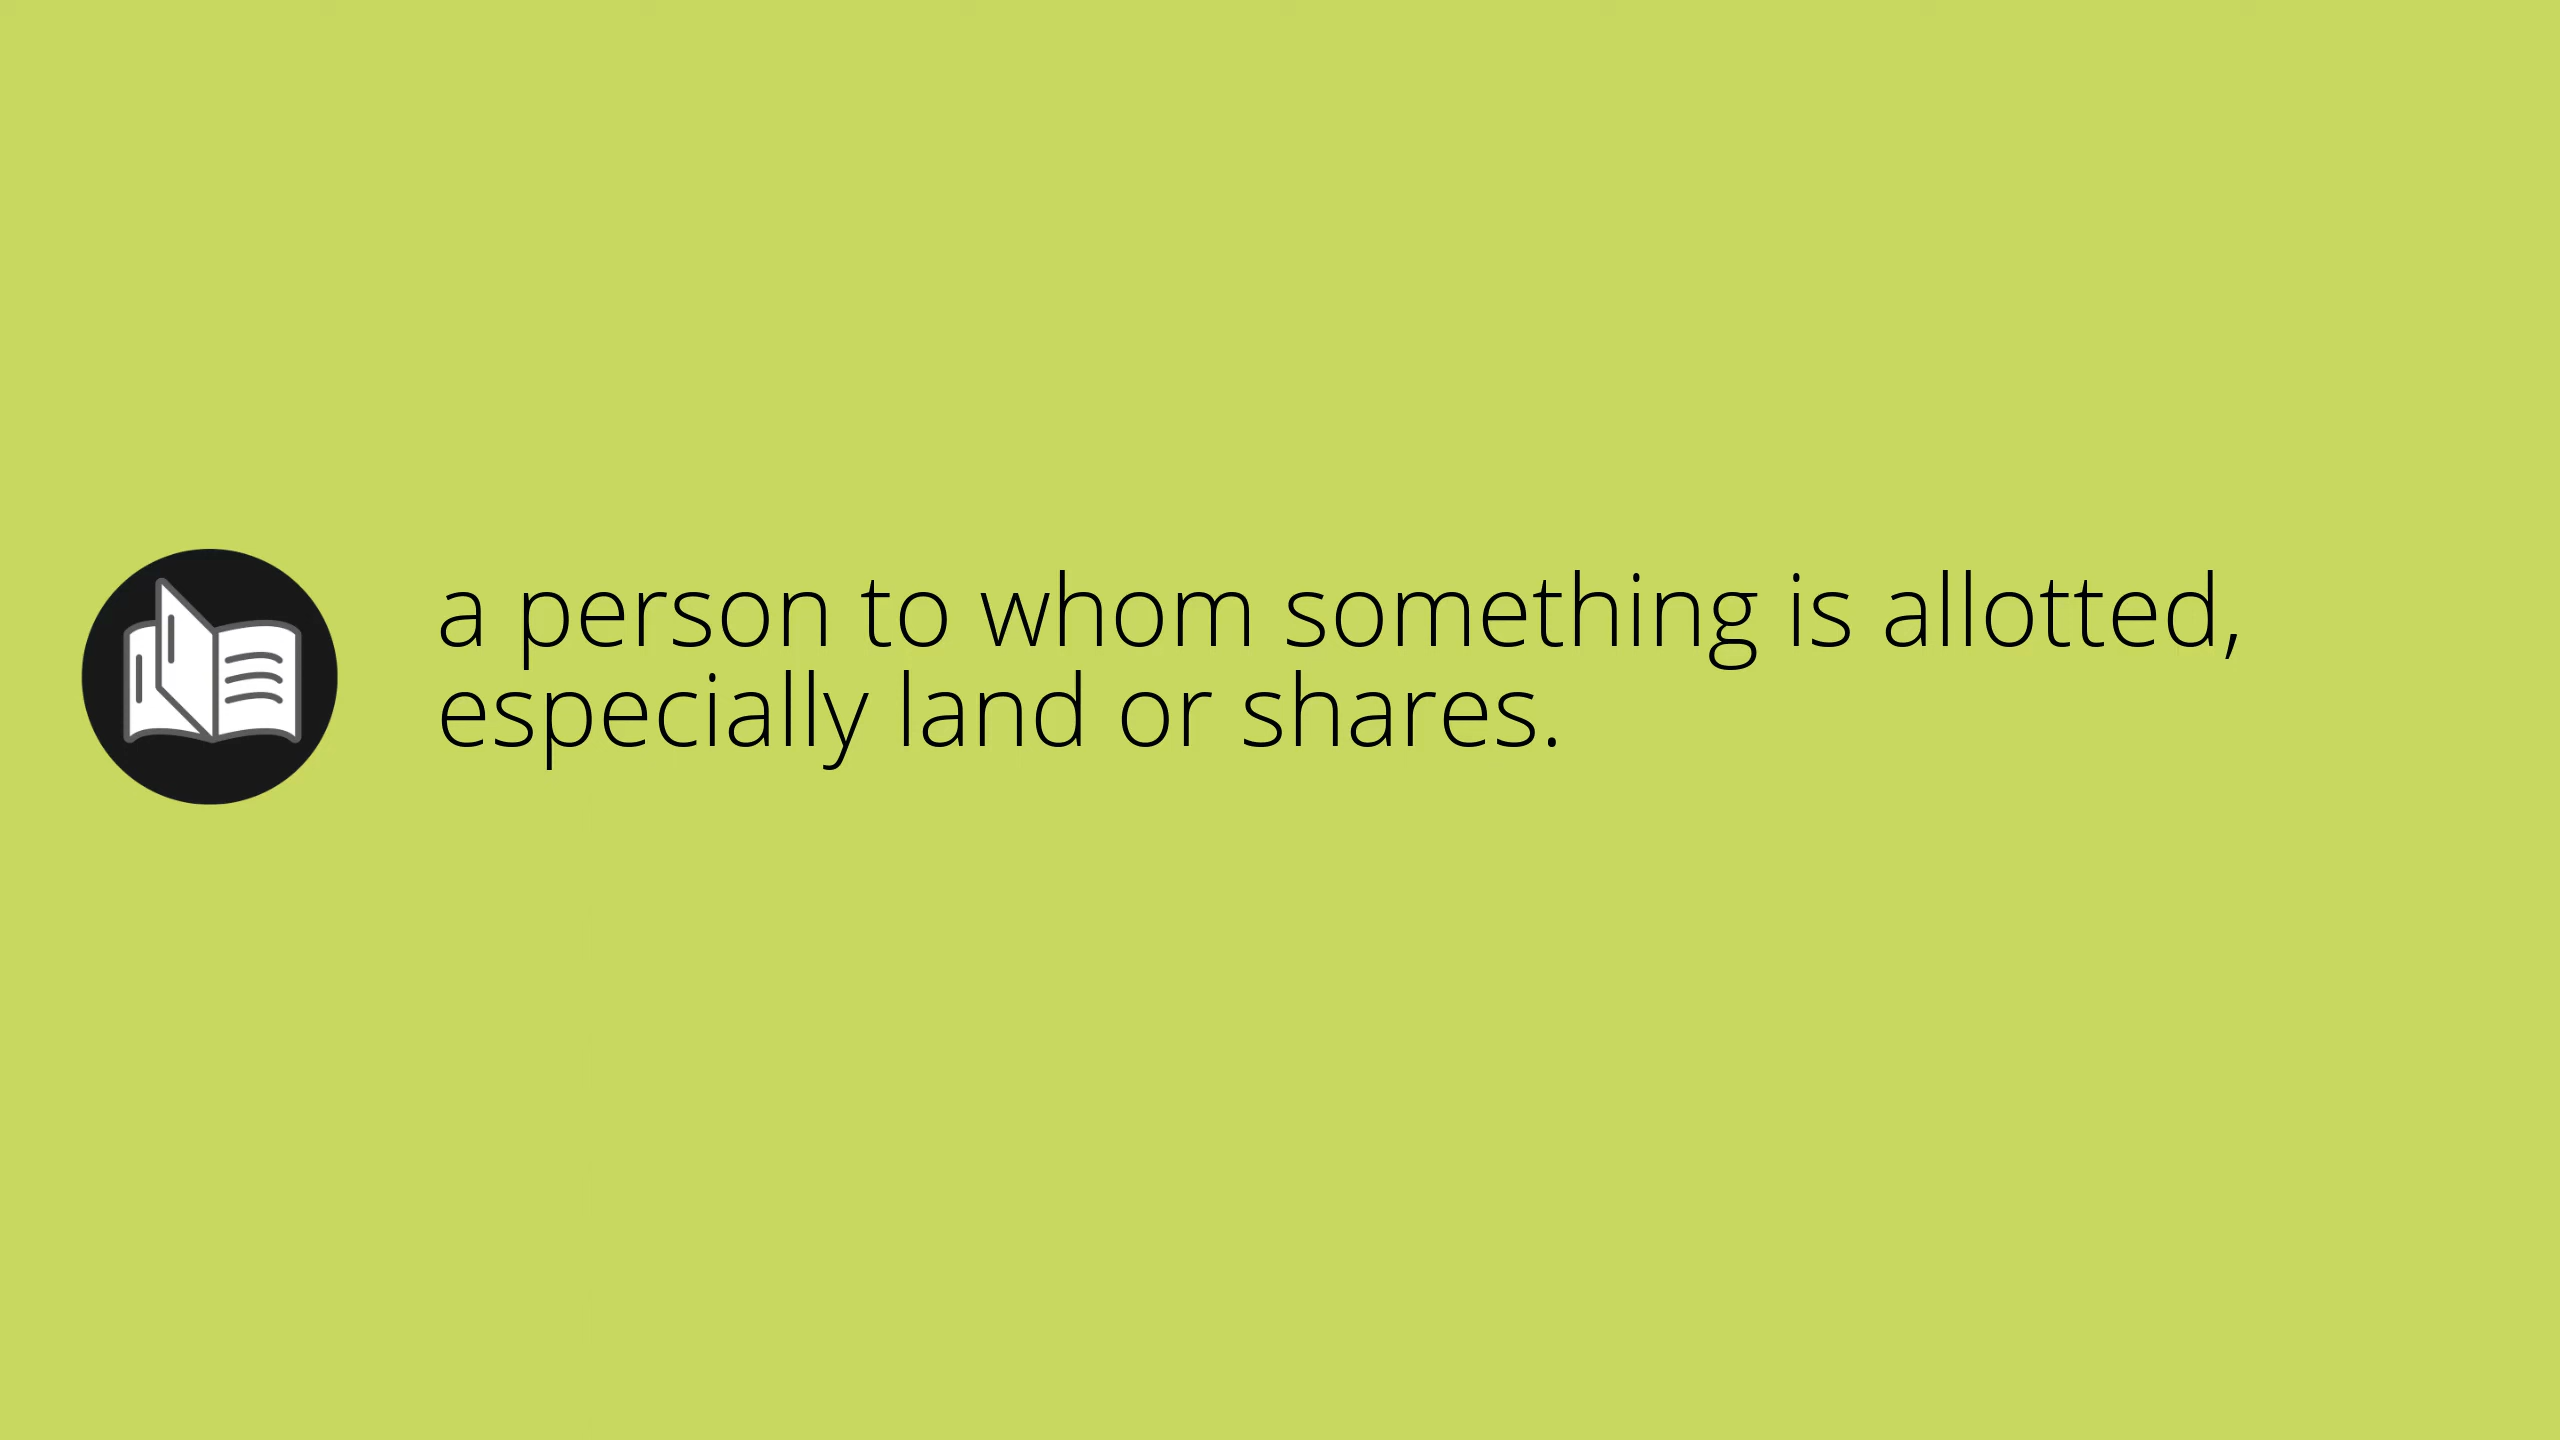 a person to whom something is allotted,
especially land or shares.